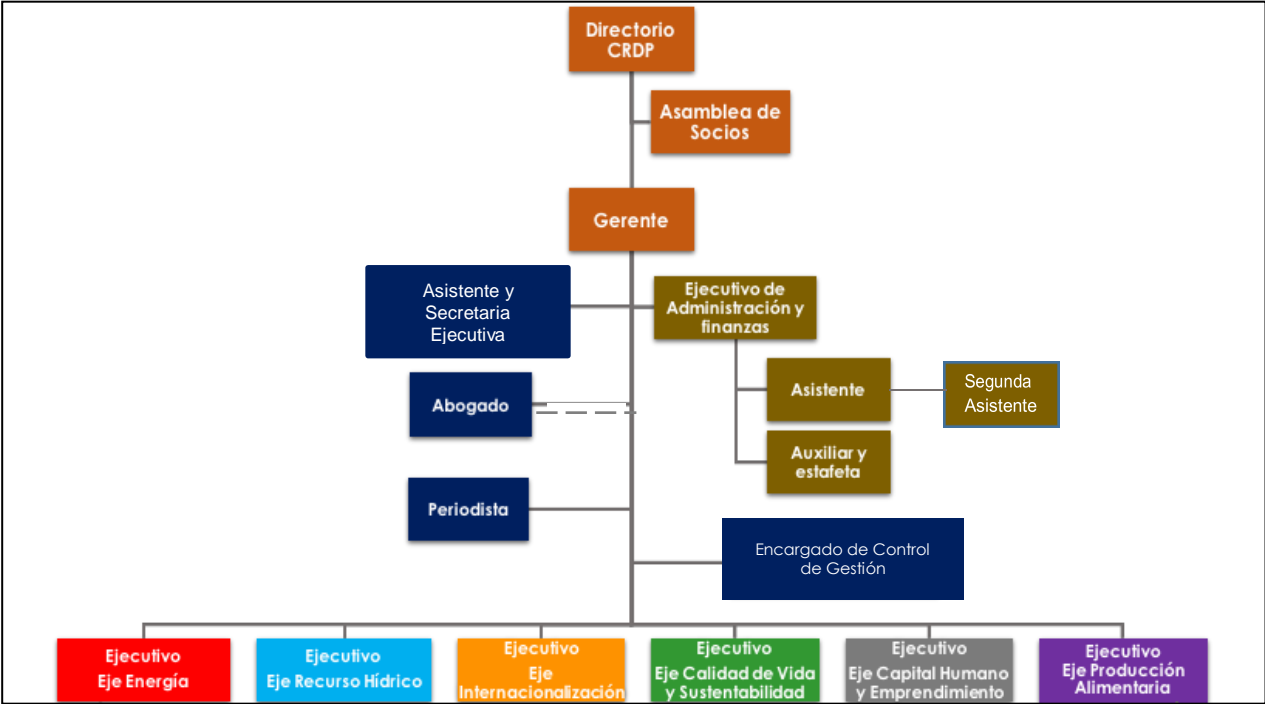 Directorio
CRDP
Asamblea de
Socios
Gerente
Asistente y
Secretaria
Ejecutiva
Ejecutivo de
Administración y
finanzas
Abogado
Asistente
Segunda
Asistente
Auxiliar y
estafeta
Periodista
Encargado de Control
de Gestión
Ejecutivo
Eje Energía
Ejecutivo
Eje Recurso Hídrico
Ejecutivo
Eje
Internacionalización
Ejecutivo
Eje Calidad de Vida
y Sustentabilidad
Ejecutivo
Eje Capital Humano
y Emprendimiento
Ejecutivo
Eje Producción
Alimentaria